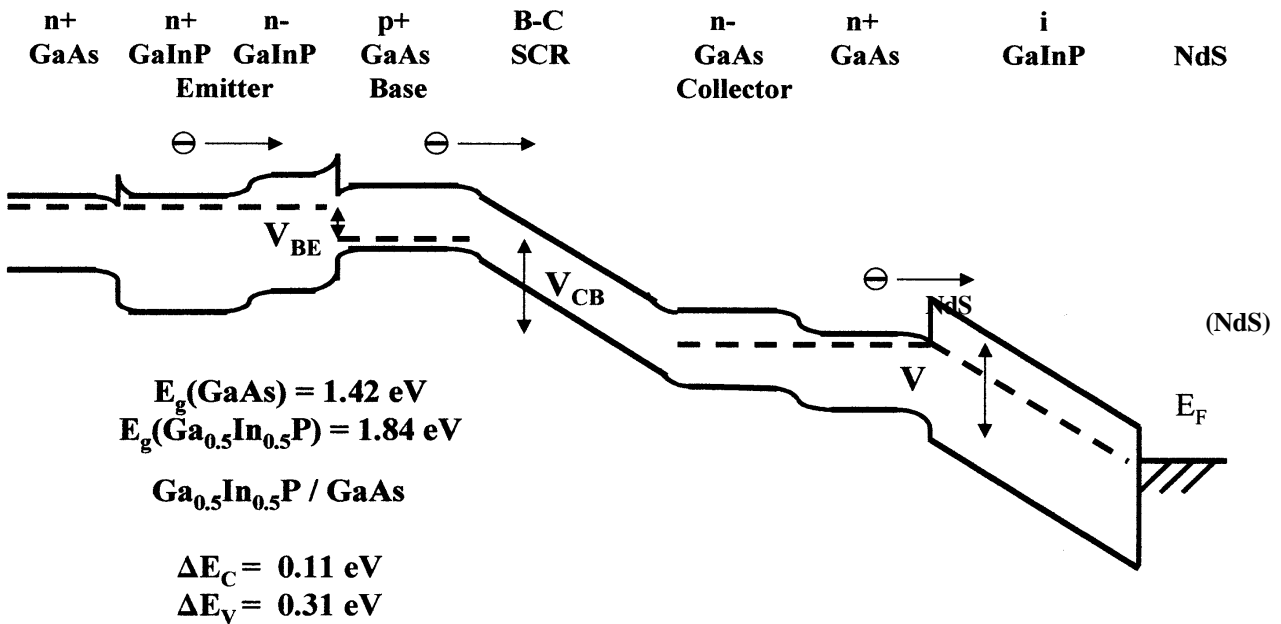 n+ n+ n- p+ B-C n- n+ i
GaAs GaInP GaInP GaAs SCR GaAs GaAs GaInP NdS
Emitter Base Collector
V_BE
V_CB
NdS
(NdS)
V
E_g(GaAs) = 1.42 eV
E_F
E_g(Ga_0.5In_0.5P) = 1.84 eV
Ga_0.5In_0.5P / GaAs
ΔE_C = 0.11 eV
ΔE_V = 0.31 eV